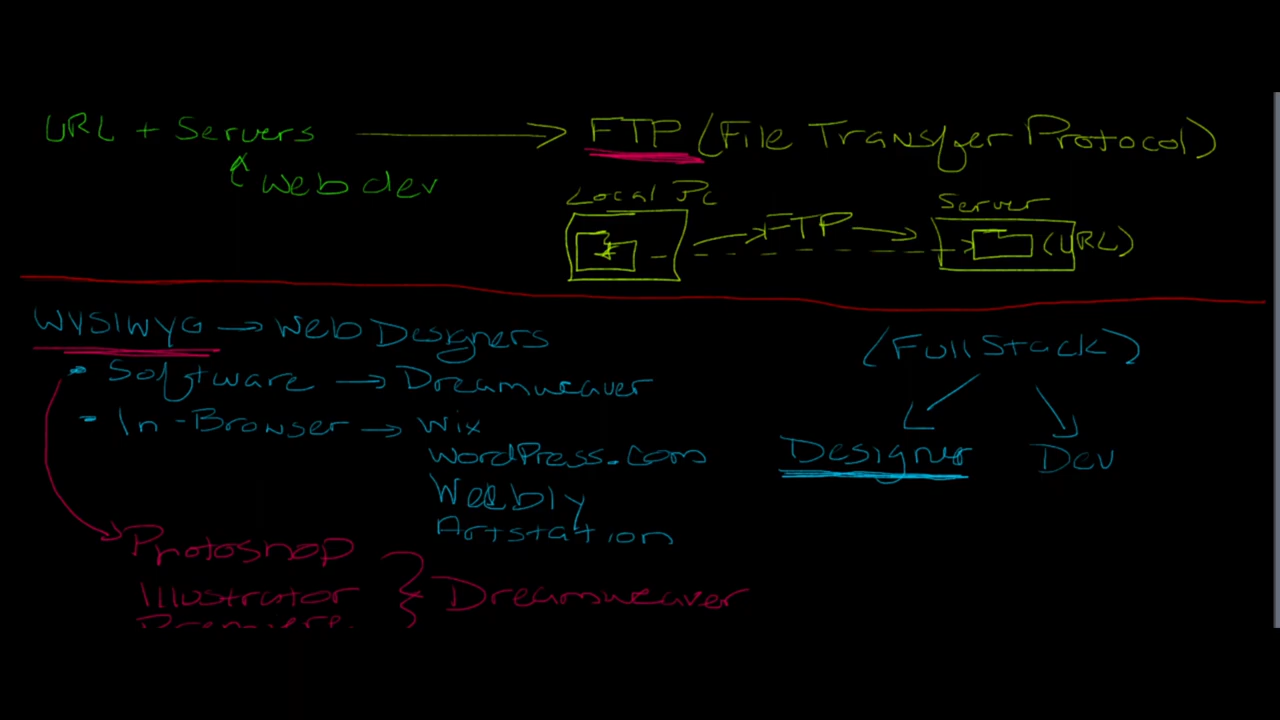 URL + Servers → FTP (File Transfer Protocol)
web dev
Local Pc
Server
FTP
(URL)
WYSIWYG → Web Designers
• Software → Dreamweaver
- In-Browser → Wix
WordPress.com
Weebly
Artstation
(Full Stack)
Designer
Dev
Photoshop
Illustrator } Dreamweaver